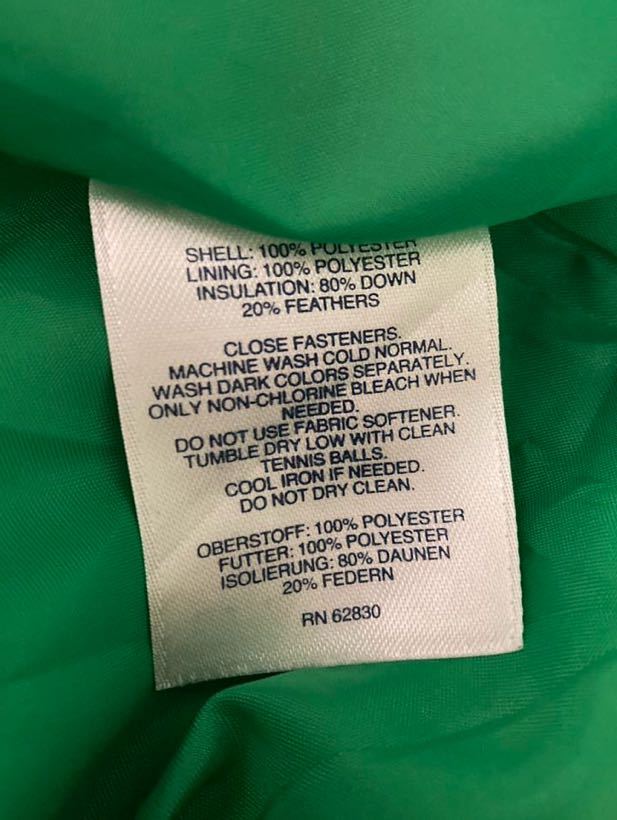 SHELL: 100% POLYESTER
LINING: 100% POLYESTER
INSULATION: 80% DOWN
20% FEATHERS
CLOSE FASTENERS.
MACHINE WASH COLD NORMAL.
WASH DARK COLORS SEPARATELY.
ONLY NON-CHLORINE BLEACH WHEN
NEEDED.
DO NOT USE FABRIC SOFTENER.
TUMBLE DRY LOW WITH CLEAN
TENNIS BALLS.
COOL IRON IF NEEDED.
DO NOT DRY CLEAN.
OBERSTOFF: 100% POLYESTER
FUTTER: 100% POLYESTER
ISOLIERUNG: 80% DAUNEN
20% FEDERN
RN 62830